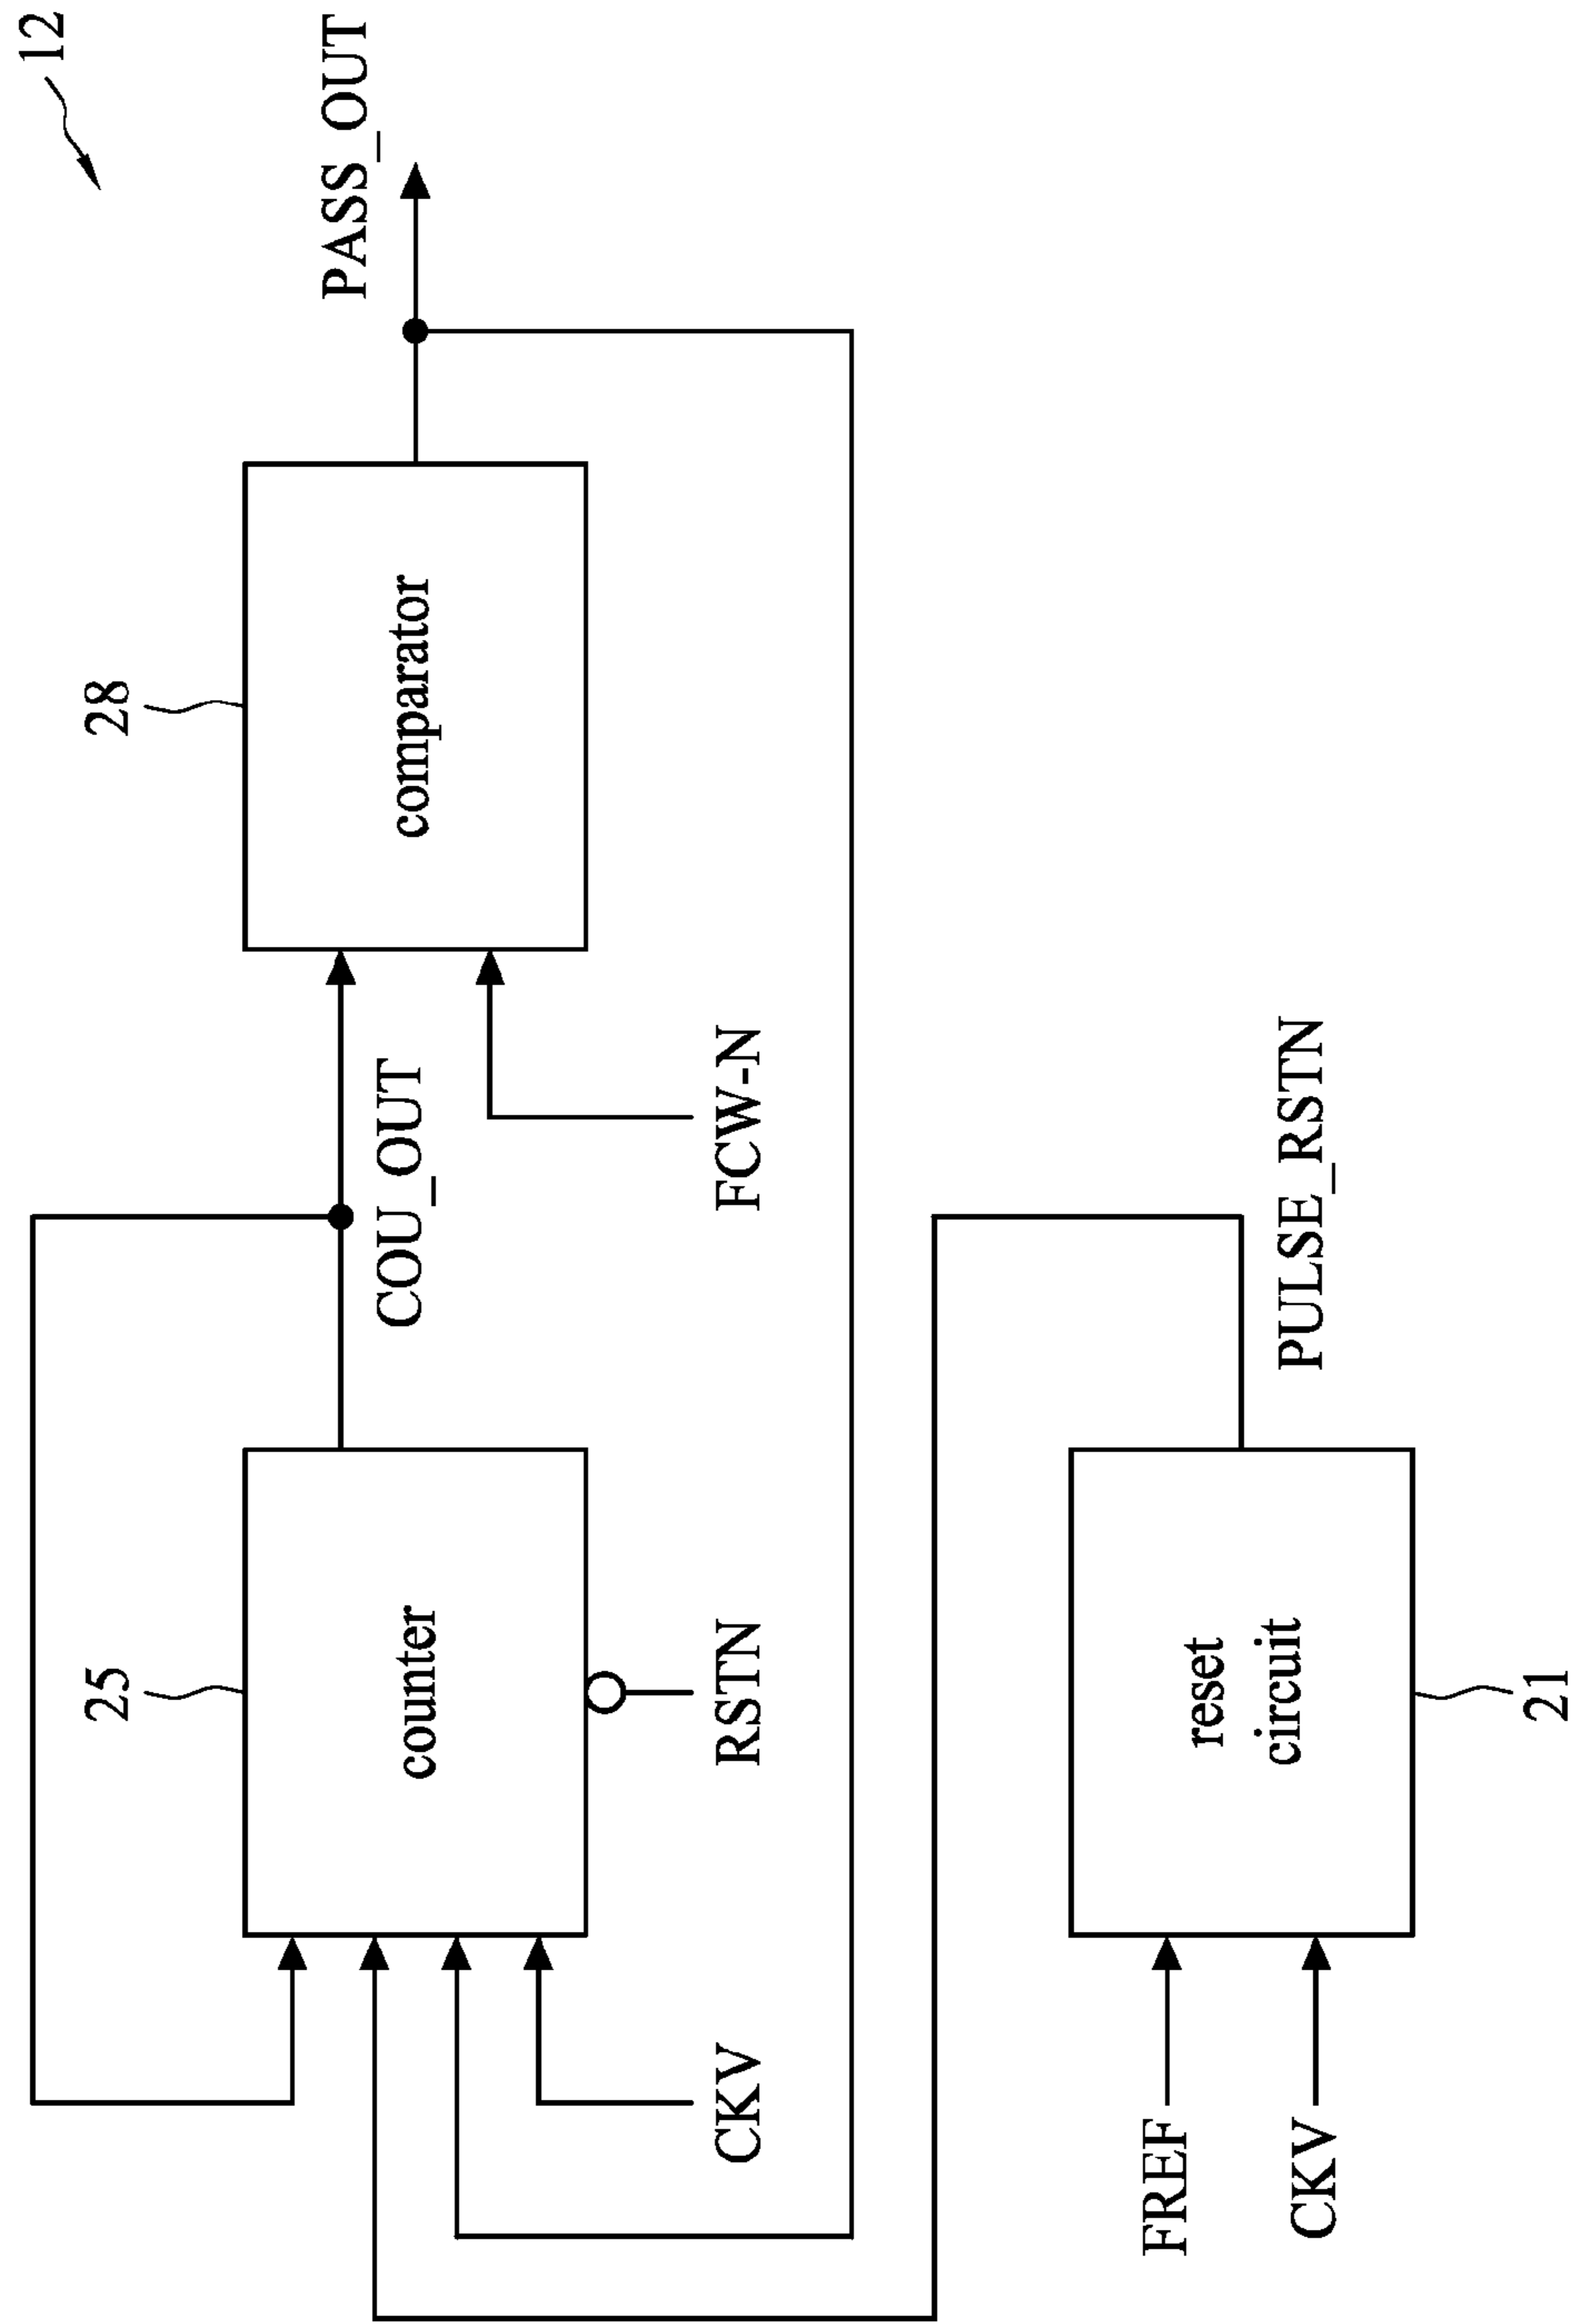 12
25
28
counter
comparator
PASS_OUT
COU_OUT
CKV
RSTN
FCW-N
FREF
CKV
reset
circuit
PULSE_RSTN
21